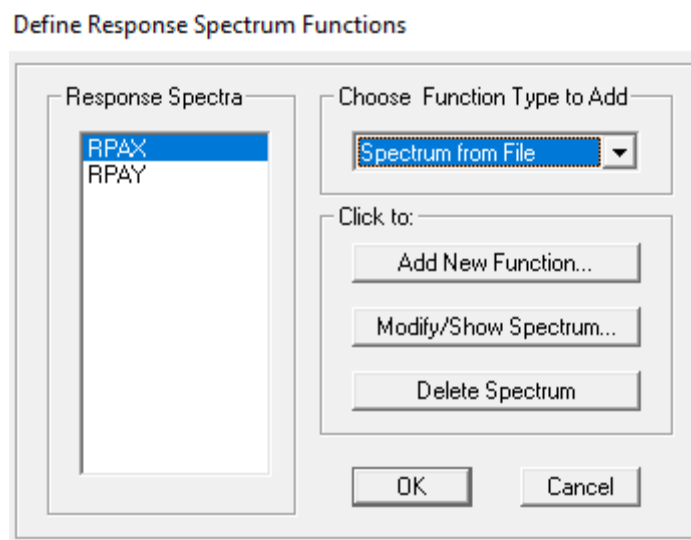 Define Response Spectrum Functions
Response Spectra
RPAX
RPAY
Choose Function Type to Add
Spectrum from File
Click to:
Add New Function...
Modify/Show Spectrum...
Delete Spectrum
OK
Cancel